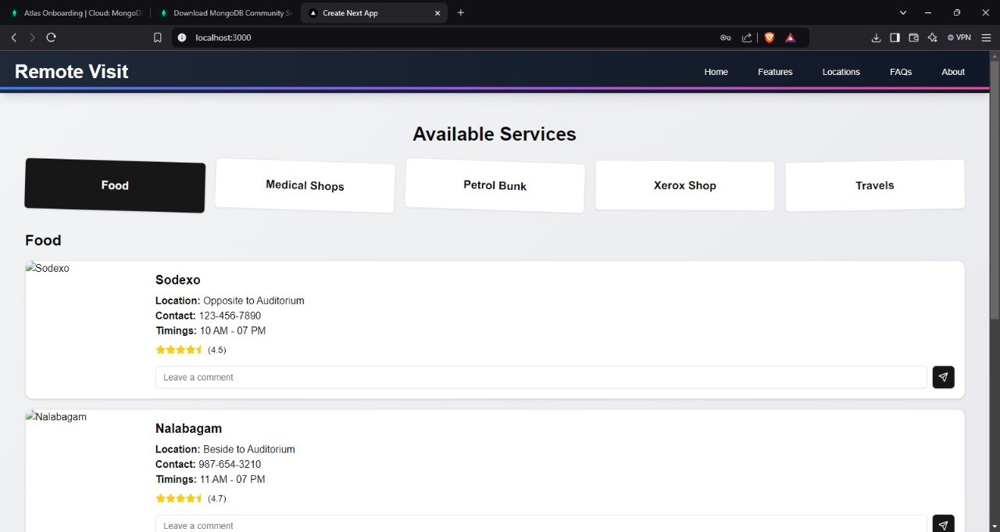 Atlas Onboarding | Cloud: MongoD
Download MongoDB Community Se
Create Next App
localhost:3000
VPN
Remote Visit
Home
Features
Locations
FAQs
About
Available Services
Food
Medical Shops
Petrol Bunk
Xerox Shop
Travels
Food
Sodexo
Sodexo
Location: Opposite to Auditorium
Contact: 123-456-7890
Timings: 10 AM - 07 PM
(4.5)
Leave a comment
Nalabagam
Nalabagam
Location: Beside to Auditorium
Contact: 987-654-3210
Timings: 11 AM - 07 PM
(4.7)
Leave a comment